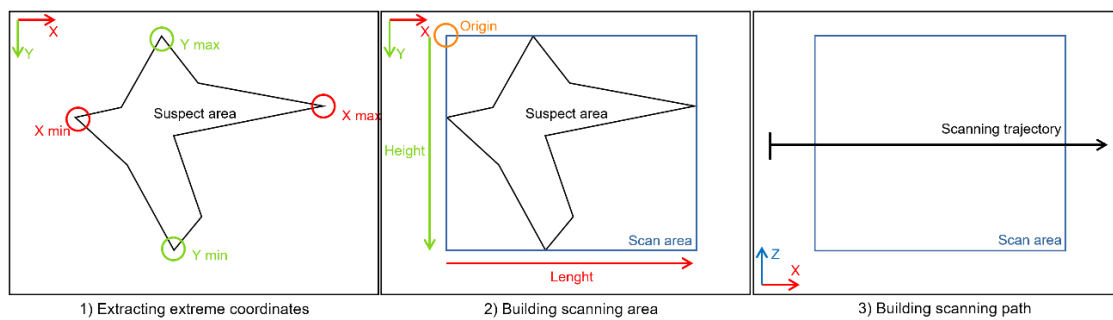 X
Y
Y max
X min
Suspect area
X max
Y min
1) Extracting extreme coordinates
Origin
X
Y
Suspect area
Height
Scan area
Lenght
2) Building scanning area
Scanning trajectory
Scan area
Z
X
3) Building scanning path